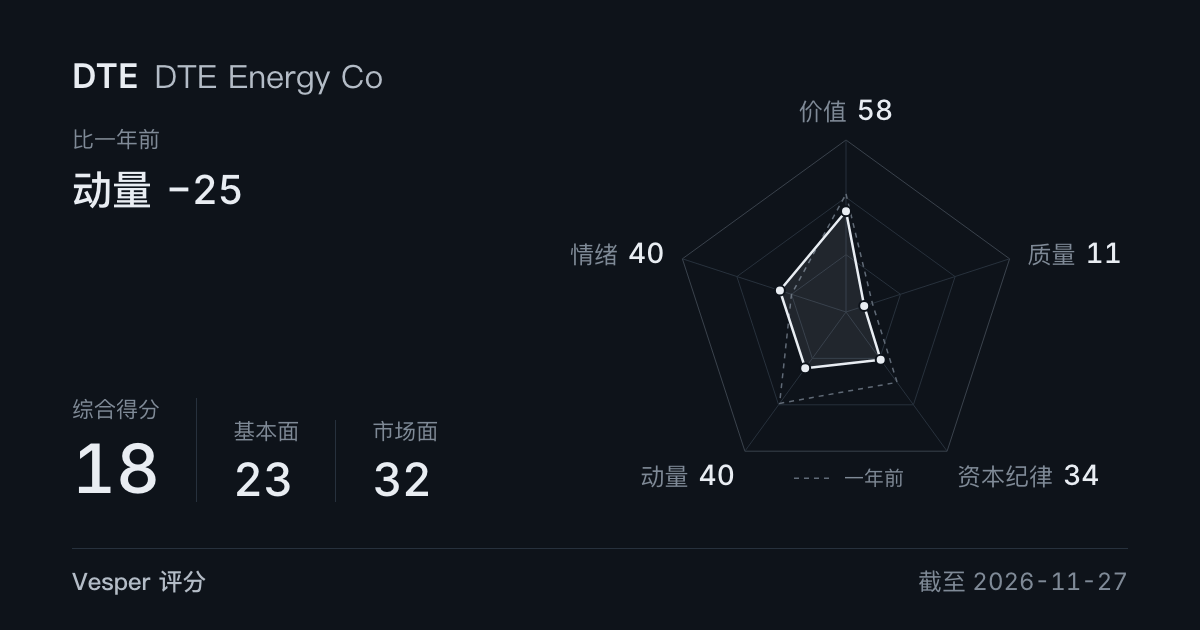 DTE DTE Energy Co
比一年前
动量 −25
价值 58
情绪 40
质量 11
动量 40
一年前
资本纪律 34
综合得分
18
基本面
23
市场面
32
Vesper 评分
截至 2026-11-27